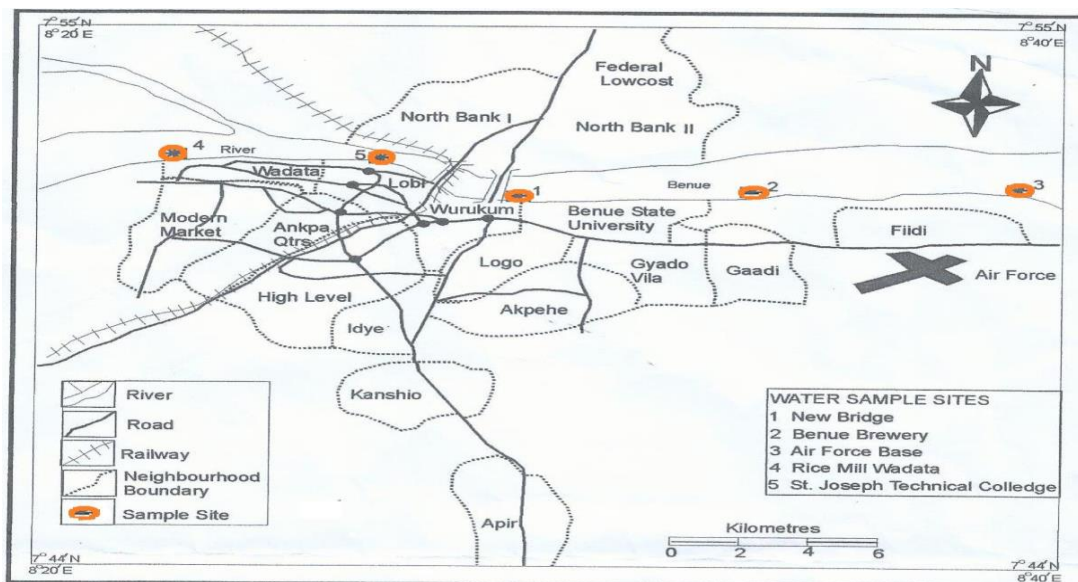 7°55′N
8°20′E
7°55′N
8°40′E
Federal
Lowcost
N
North Bank I
North Bank II
4
River
5
Wadata
Lobi
1
Benue
2
3
Modern
Market
Ankpa
Qtrs
Wurukum
Benue State
University
Fiidi
Logo
Gyado
Vila
Gaadi
Air Force
High Level
Akpehe
Idye
Kanshio
Apir
River
Road
Railway
Neighbourhood
Boundary
Sample Site
WATER SAMPLE SITES
1 New Bridge
2 Benue Brewery
3 Air Force Base
4 Rice Mill Wadata
5 St. Joseph Technical Colledge
Kilometres
0 2 4 6
7°44′N
8°20′E
7°44′N
8°40′E